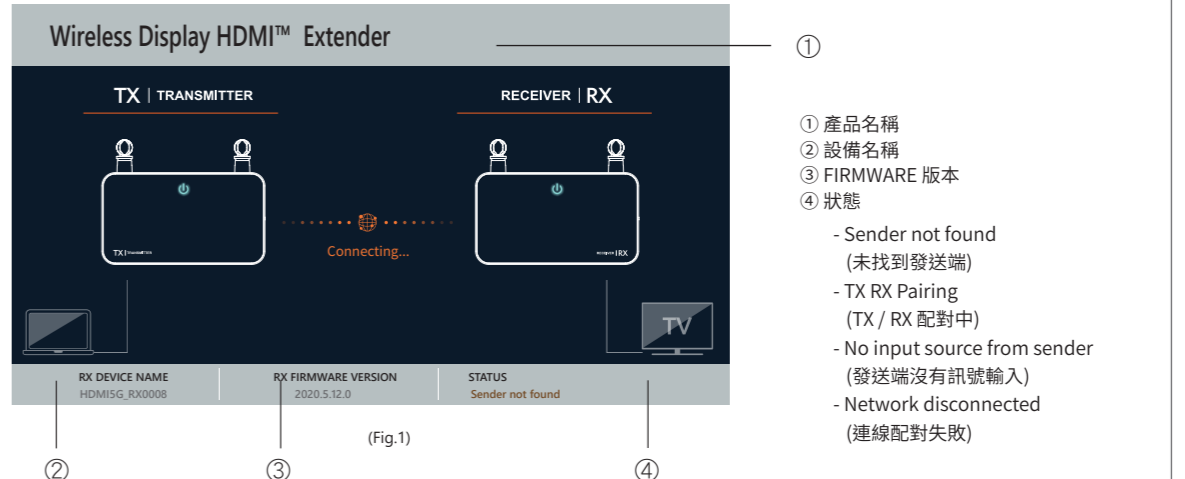 Wireless Display HDMI™ Extender
①
TX | TRANSMITTER
RECEIVER | RX
TX | TRANSMITTER
Connecting...
RECEIVER | RX
TV
RX DEVICE NAME
HDMI5G_RX0008
RX FIRMWARE VERSION
2020.5.12.0
STATUS
Sender not found
(Fig.1)
②
③
④
① 產品名稱
② 設備名稱
③ FIRMWARE 版本
④ 狀態
- Sender not found
(未找到發送端)
- TX RX Pairing
(TX / RX 配對中)
- No input source from sender
(發送端沒有訊號輸入)
- Network disconnected
(連線配對失敗)